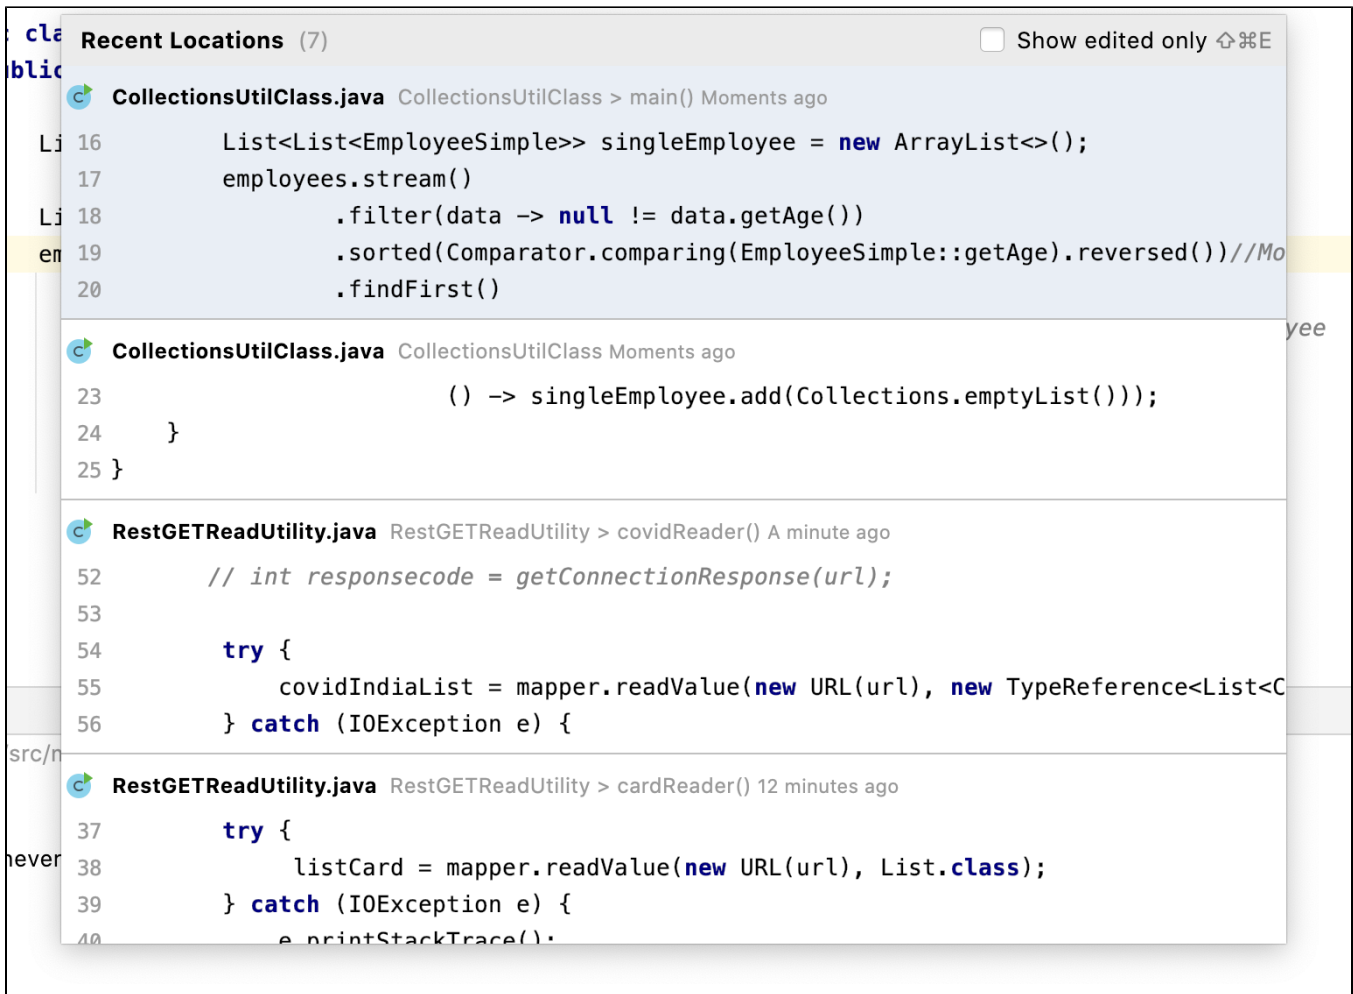 Recent Locations (7) Show edited only ⇧⌘E
CollectionsUtilClass.java CollectionsUtilClass > main() Moments ago
16 List<List<EmployeeSimple>> singleEmployee = new ArrayList<>();
17 employees.stream()
18 .filter(data -> null != data.getAge())
19 .sorted(Comparator.comparing(EmployeeSimple::getAge).reversed())//Mo
20 .findFirst()
yee
CollectionsUtilClass.java CollectionsUtilClass Moments ago
23 () -> singleEmployee.add(Collections.emptyList()));
24 }
25 }
RestGETReadUtility.java RestGETReadUtility > covidReader() A minute ago
52 // int responsecode = getConnectionResponse(url);
53
54 try {
55 covidIndiaList = mapper.readValue(new URL(url), new TypeReference<List<C
56 } catch (IOException e) {
/src/m
RestGETReadUtility.java RestGETReadUtility > cardReader() 12 minutes ago
37 try {
38 listCard = mapper.readValue(new URL(url), List.class);
never
39 } catch (IOException e) {
40 e.printStackTrace();